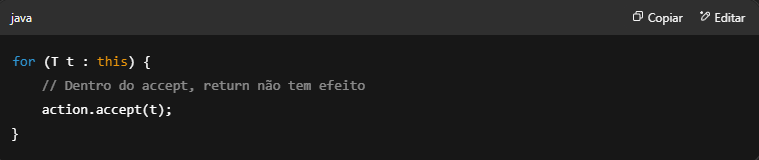 java
Copiar
Editar
for (T t : this) {
    // Dentro do accept, return não tem efeito
    action.accept(t);
}